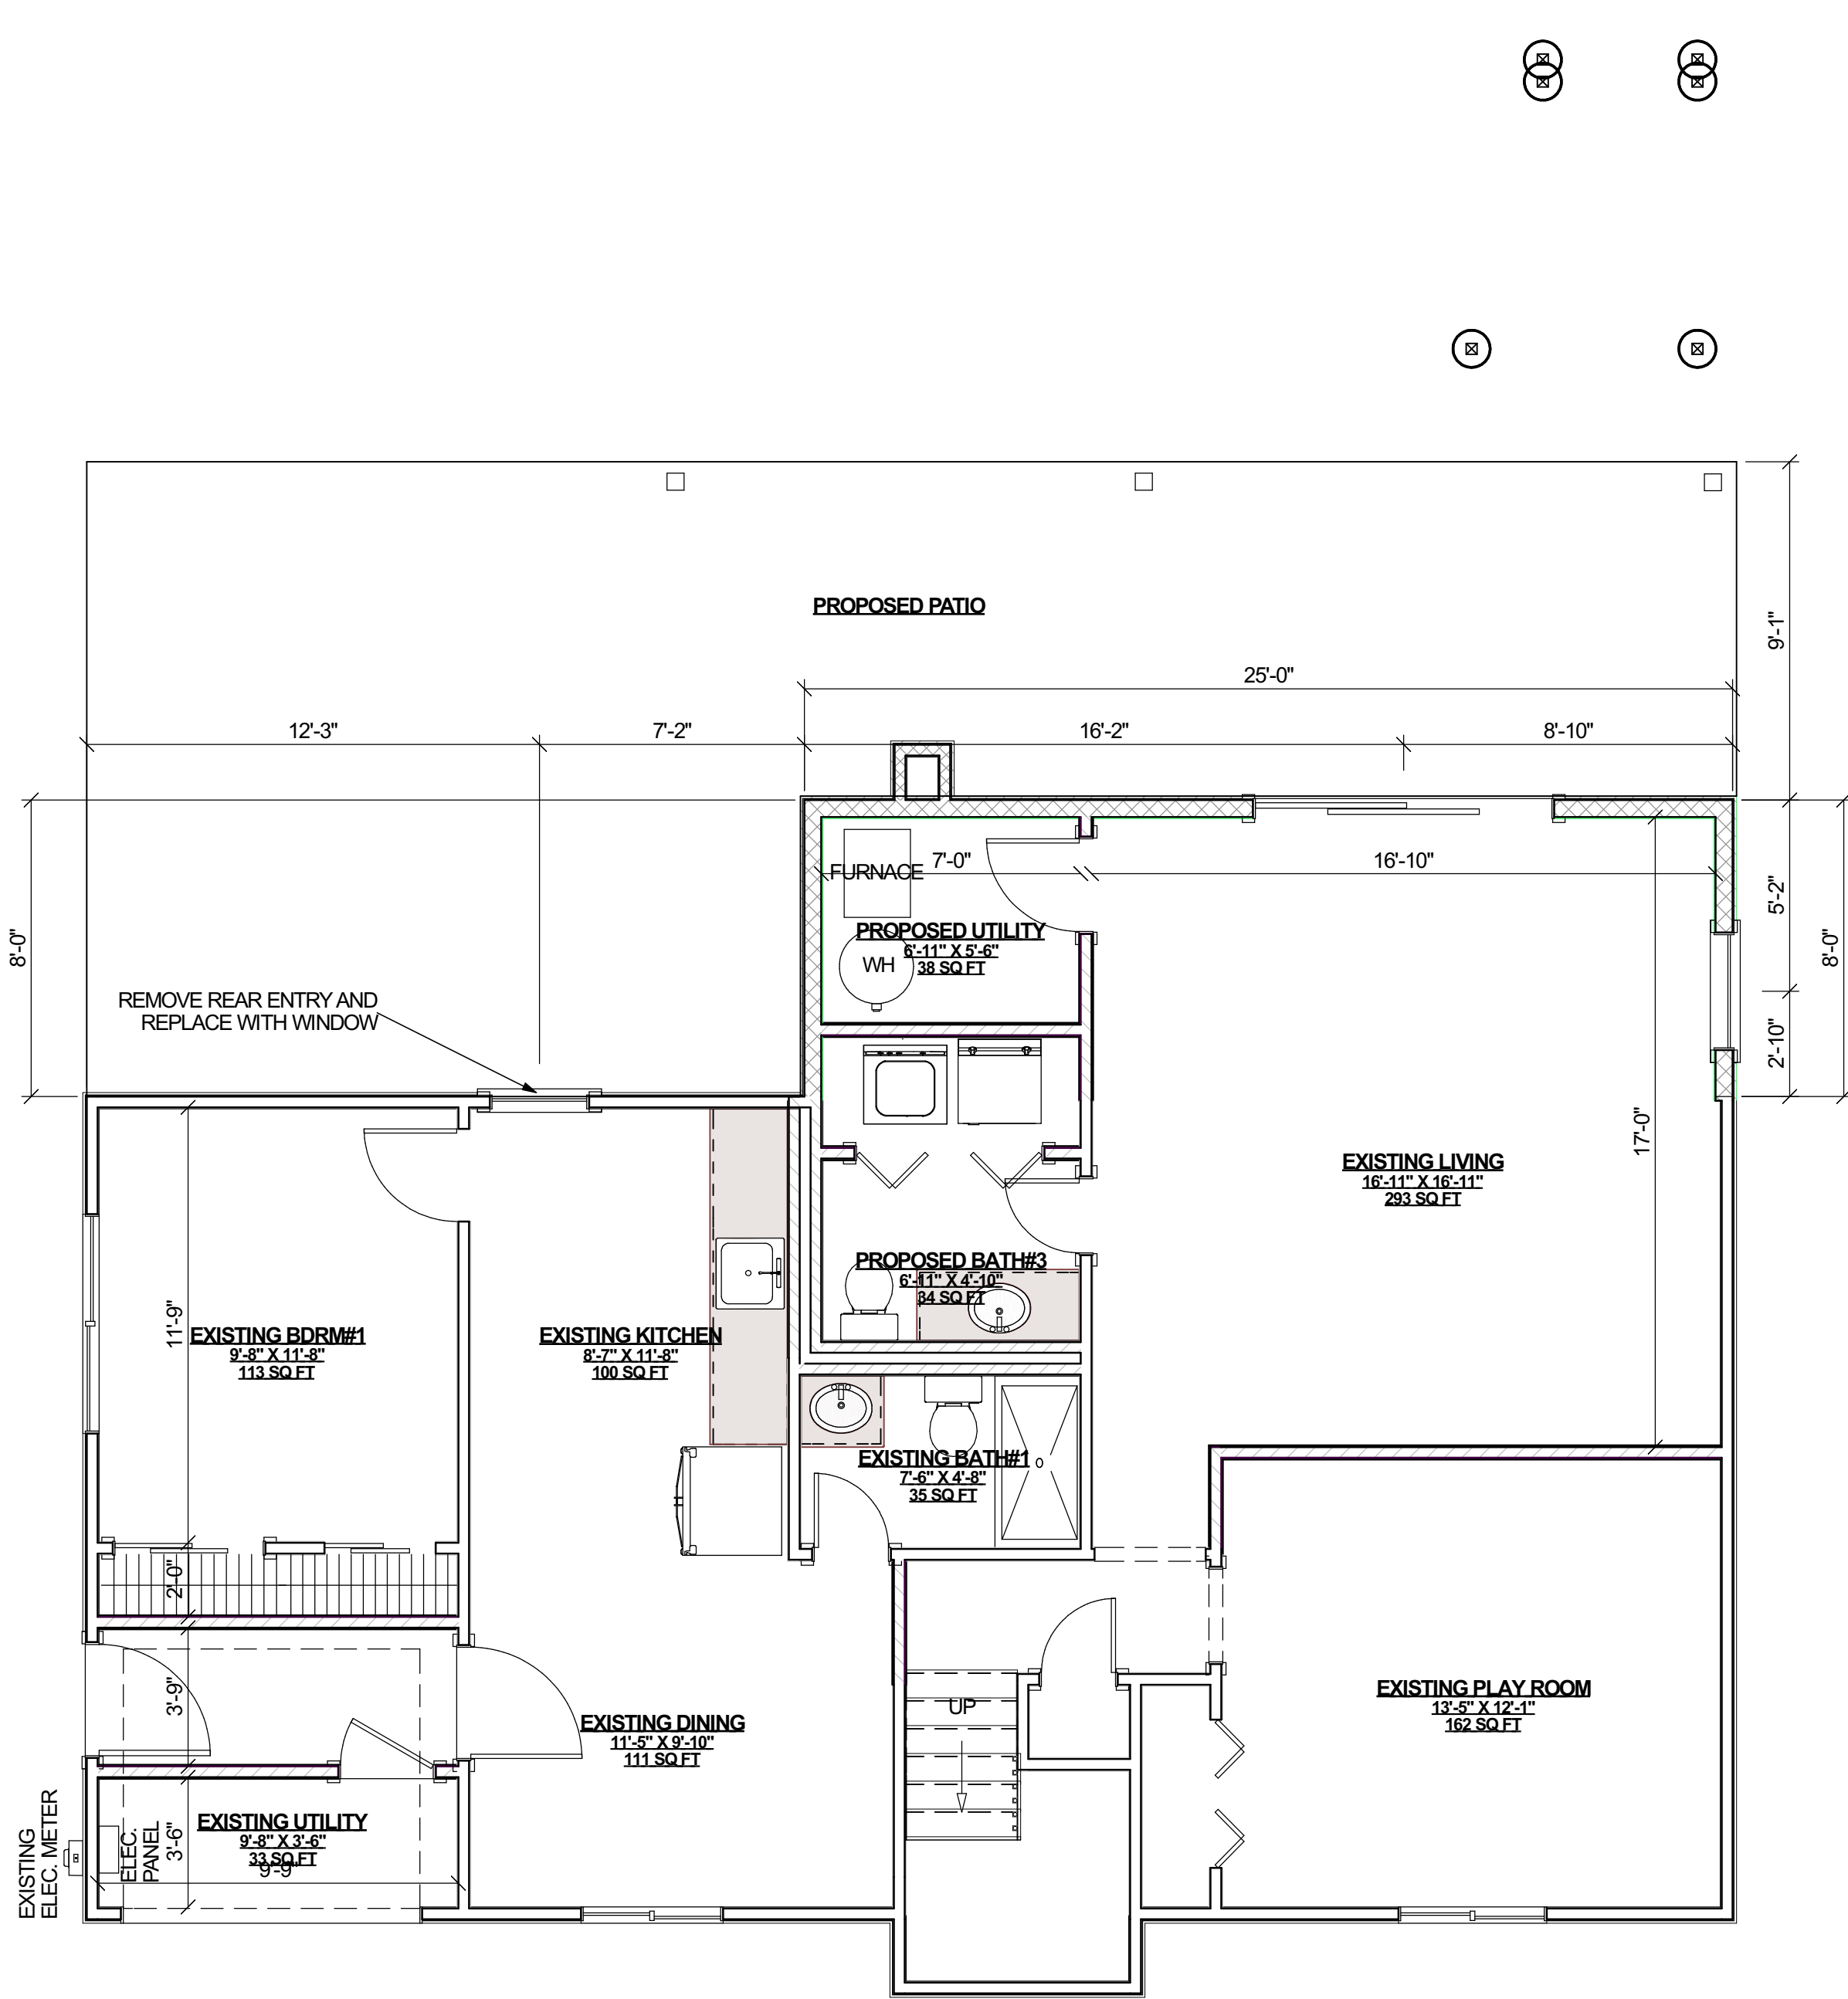 PROPOSED PATIO
9'-1"
25'-0"
12'-3"
7'-2"
16'-2"
8'-10"
8'-0"
FURNACE
7'-0"
16'-10"
5'-2"
8'-0"
PROPOSED UTILITY
6'-11" X 5'-6"
38 SQ FT
WH
REMOVE REAR ENTRY AND
REPLACE WITH WINDOW
2'-10"
17'-0"
EXISTING LIVING
16'-11" X 16'-11"
293 SQ FT
PROPOSED BATH#3
6'-11" X 4'-10"
34 SQ FT
11'-9"
EXISTING BDRM#1
9'-8" X 11'-8"
113 SQ FT
EXISTING KITCHEN
8'-7" X 11'-8"
100 SQ FT
EXISTING BATH#1
7'-6" X 4'-8"
35 SQ FT
2'-0"
3'-9"
UP
EXISTING PLAY ROOM
13'-5" X 12'-1"
162 SQ FT
EXISTING DINING
11'-5" X 9'-10"
111 SQ FT
EXISTING
ELEC. METER
ELEC.
PANEL
3'-6"
EXISTING UTILITY
9'-8" X 3'-6"
33 SQ FT
9'-9"